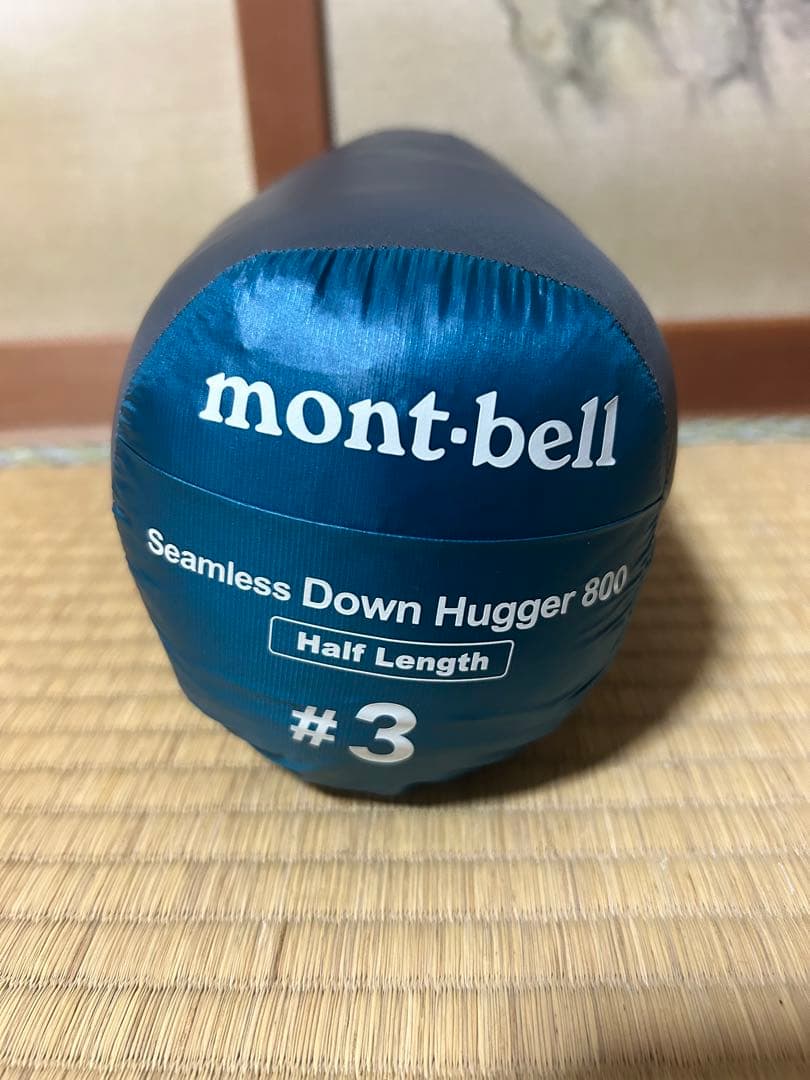 mont·bell
Seamless Down Hugger 800
Half Length
#3